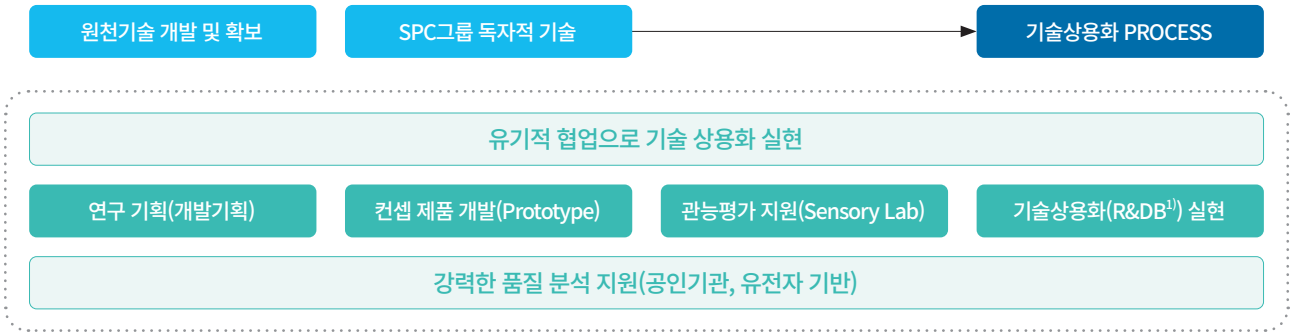 원천기술 개발 및 확보
SPC그룹 독자적 기술
기술상용화 PROCESS
유기적 협업으로 기술 상용화 실현
연구 기획(개발기획)
컨셉 제품 개발(Prototype)
관능평가 지원(Sensory Lab)
기술상용화(R&DB¹⁾) 실현
강력한 품질 분석 지원(공인기관, 유전자 기반)